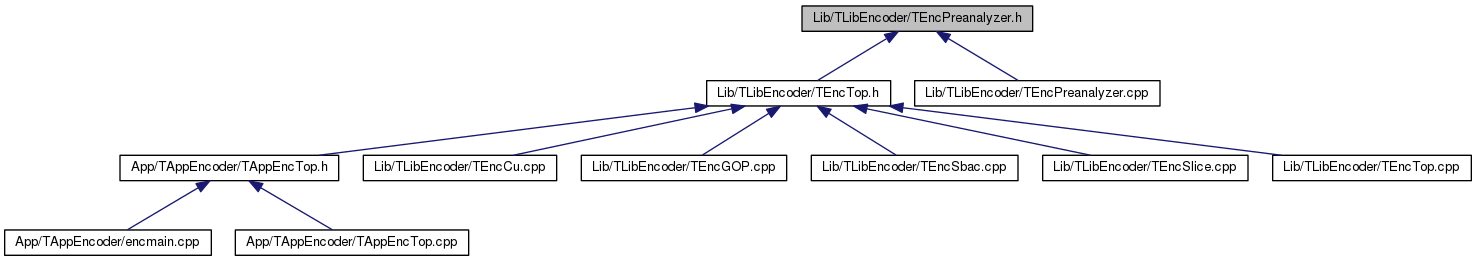 Lib/TLibEncoder/TEncPreanalyzer.h
Lib/TLibEncoder/TEncTop.h
Lib/TLibEncoder/TEncPreanalyzer.cpp
App/TAppEncoder/TAppEncTop.h
Lib/TLibEncoder/TEncCu.cpp
Lib/TLibEncoder/TEncGOP.cpp
Lib/TLibEncoder/TEncSbac.cpp
Lib/TLibEncoder/TEncSlice.cpp
Lib/TLibEncoder/TEncTop.cpp
App/TAppEncoder/encmain.cpp
App/TAppEncoder/TAppEncTop.cpp